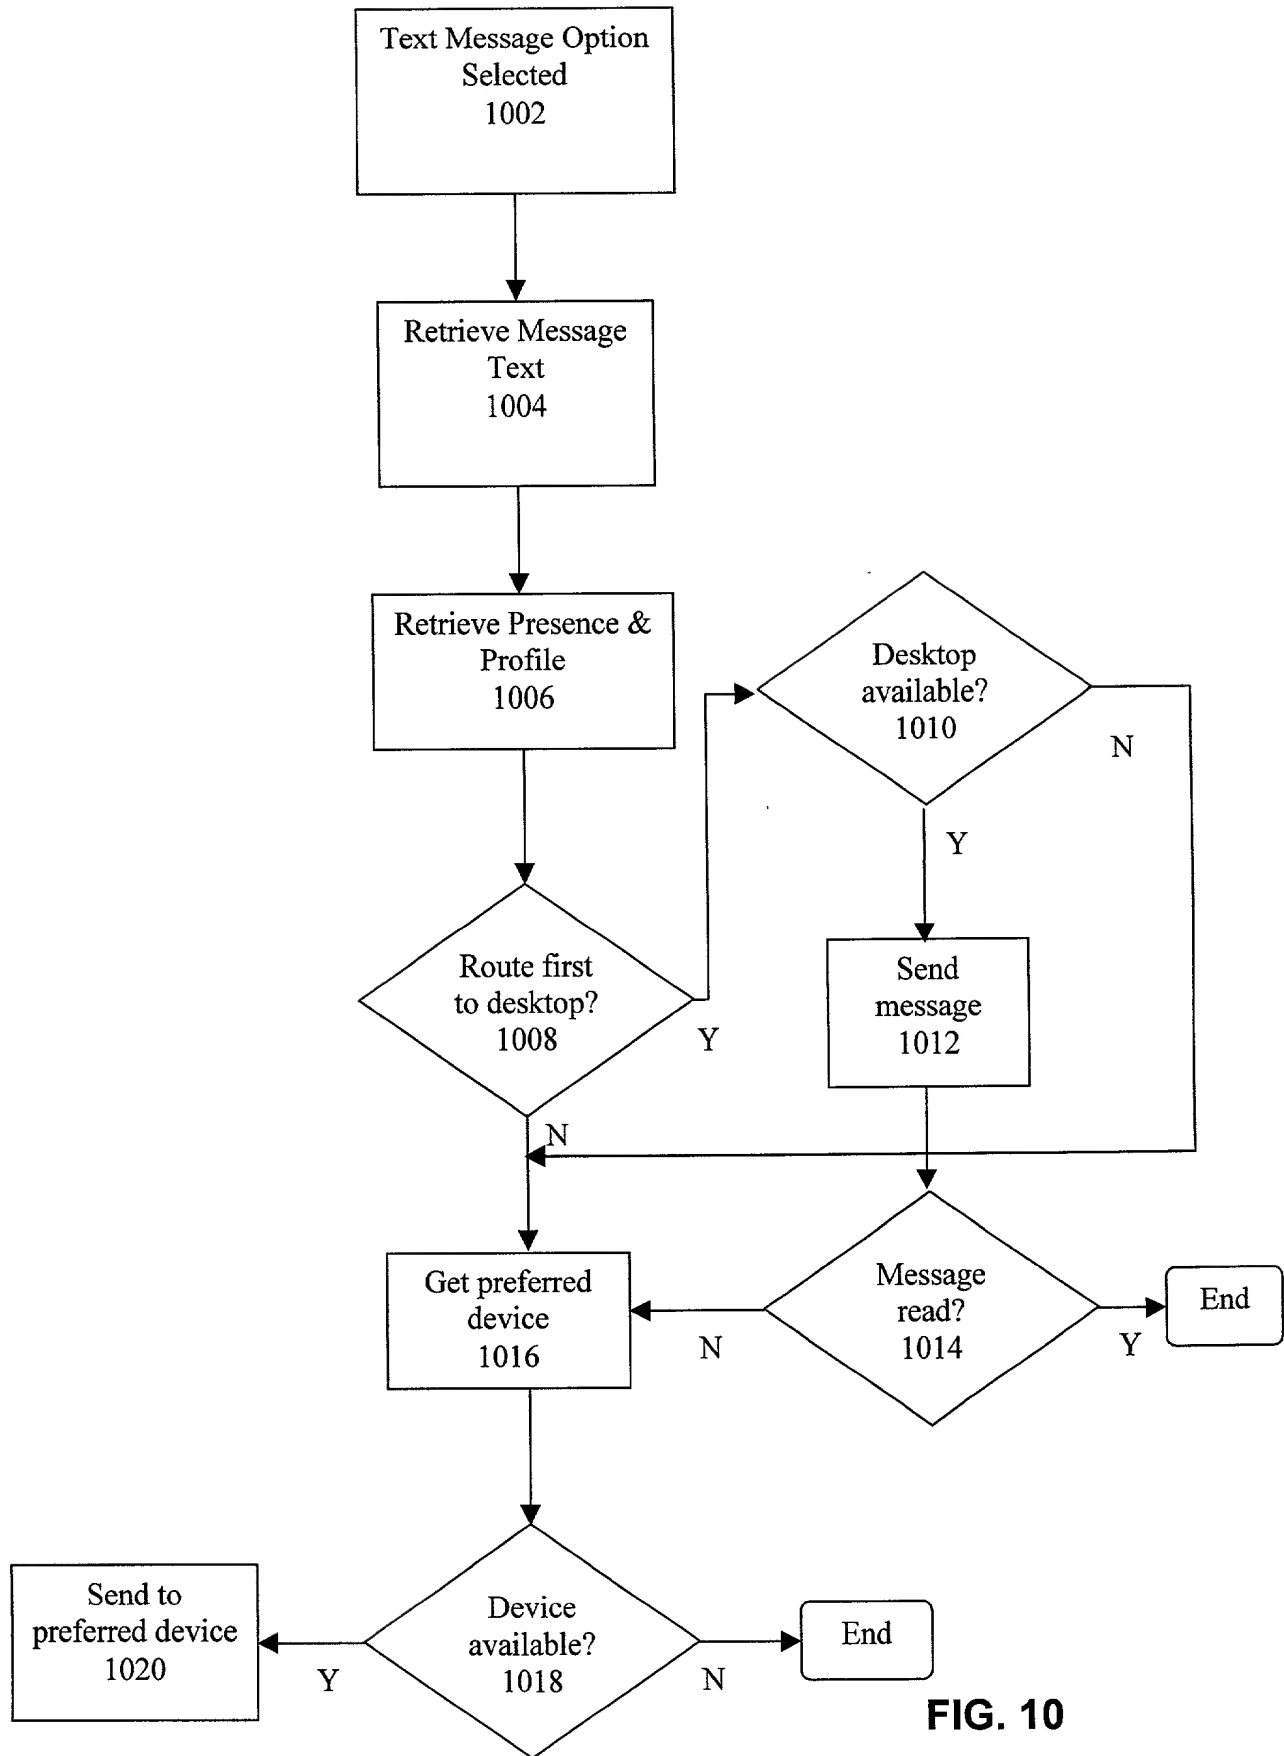 Text Message Option
Selected
1002
Retrieve Message
Text
1004
Retrieve Presence &
Profile
1006
Desktop
available?
1010
N
Y
Route first
to desktop?
1008
Y
Send
message
1012
N
Get preferred
device
1016
N
Message
read?
1014
Y
End
Send to
preferred device
1020
Y
Device
available?
1018
N
End
FIG. 10